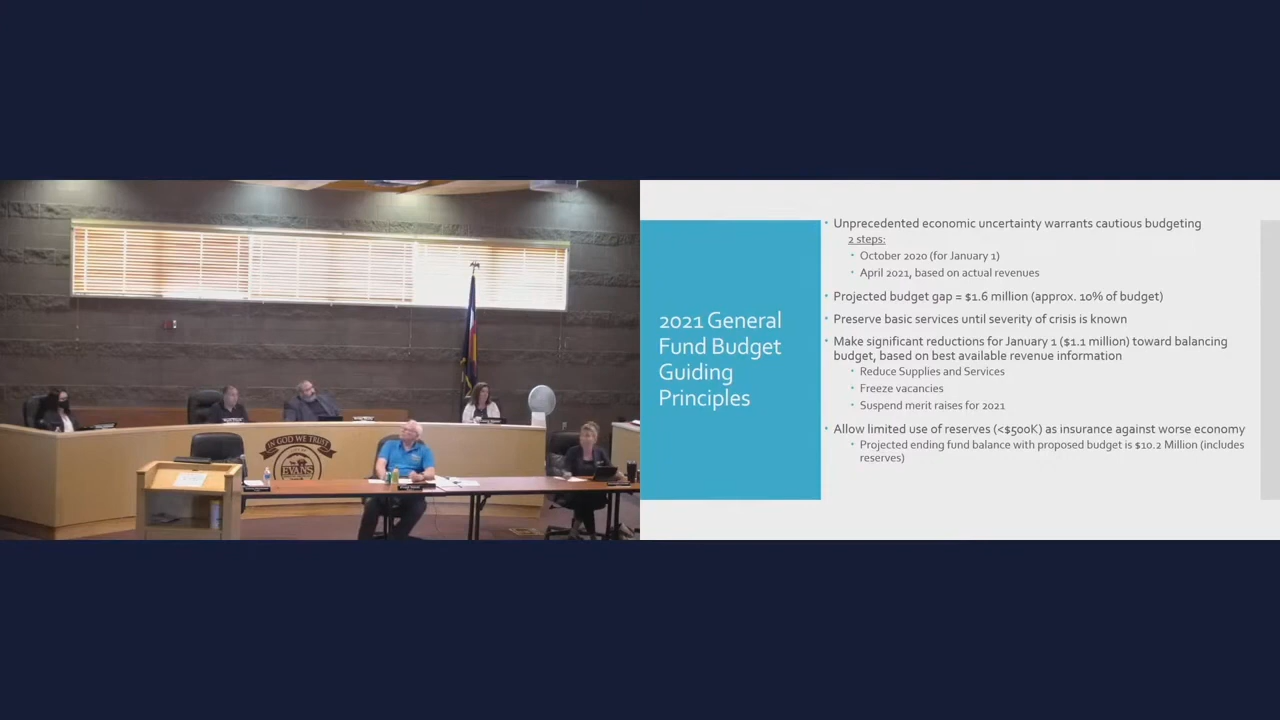 IN GOD WE TRUST
EVANS
2021 General
Fund Budget
Guiding
Principles
• Unprecedented economic uncertainty warrants cautious budgeting
2 steps:
• October 2020 (for January 1)
• April 2021, based on actual revenues
• Projected budget gap = $1.6 million (approx. 10% of budget)
• Preserve basic services until severity of crisis is known
• Make significant reductions for January 1 ($1.1 million) toward balancing
budget, based on best available revenue information
• Reduce Supplies and Services
• Freeze vacancies
• Suspend merit raises for 2021
• Allow limited use of reserves (<$500K) as insurance against worse economy
• Projected ending fund balance with proposed budget is $10.2 Million (includes
reserves)